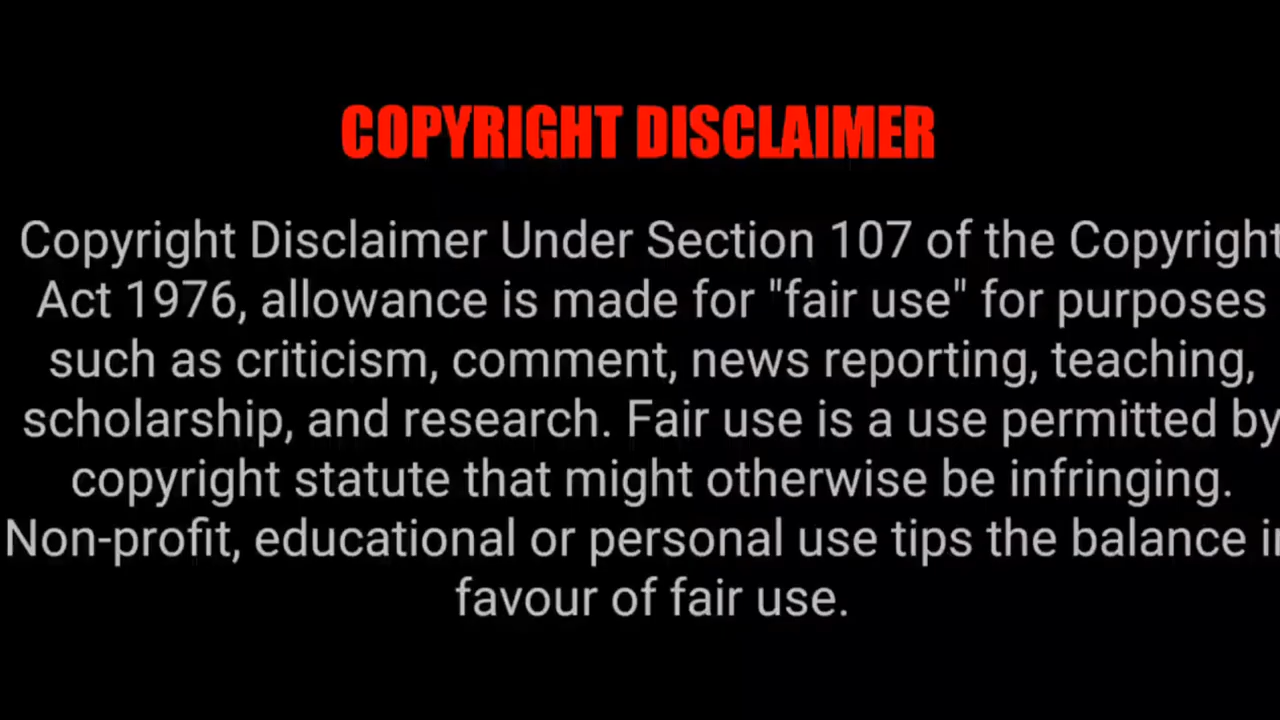 COPYRIGHT DISCLAIMER
Copyright Disclaimer Under Section 107 of the Copyright
Act 1976, allowance is made for "fair use" for purposes
such as criticism, comment, news reporting, teaching,
scholarship, and research. Fair use is a use permitted by
copyright statute that might otherwise be infringing.
Non-profit, educational or personal use tips the balance in
favour of fair use.